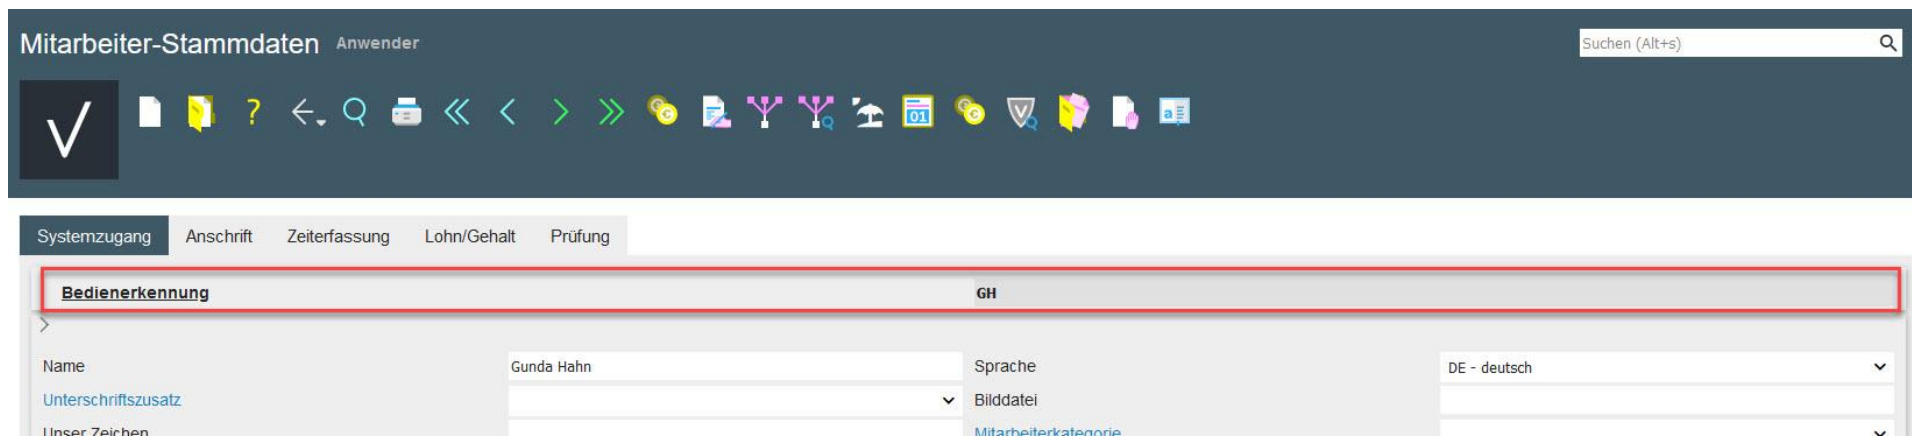 Mitarbeiter-Stammdaten Anwender
Suchen (Alt+s)
01
a
Systemzugang Anschrift Zeiterfassung Lohn/Gehalt Prüfung
Bedienerkennung GH
Name Gunda Hahn Sprache DE - deutsch
Unterschriftszusatz Bilddatei
Unser Zeichen Mitarbeiterkategorie